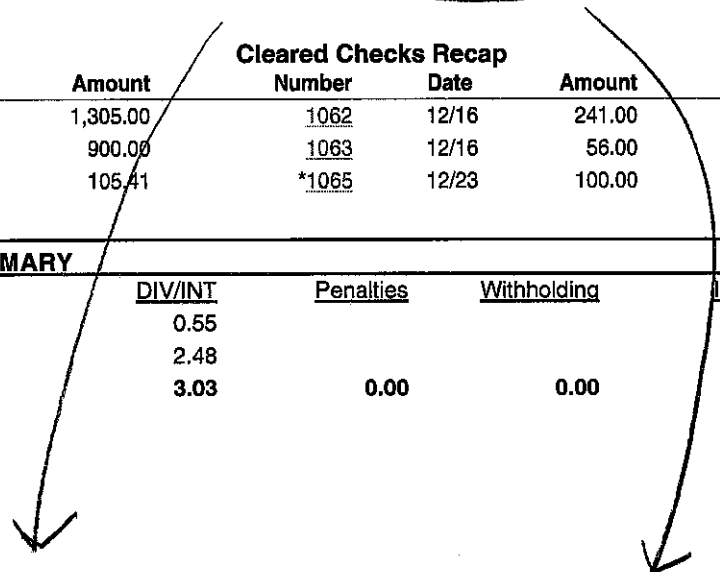 Cleared Checks Recap
Amount Number Date Amount
1,305.00 1062 12/16 241.00
900.00 1063 12/16 56.00
105.41 *1065 12/23 100.00
MARY
DIV/INT Penalties Withholding
0.55
2.48
3.03 0.00 0.00